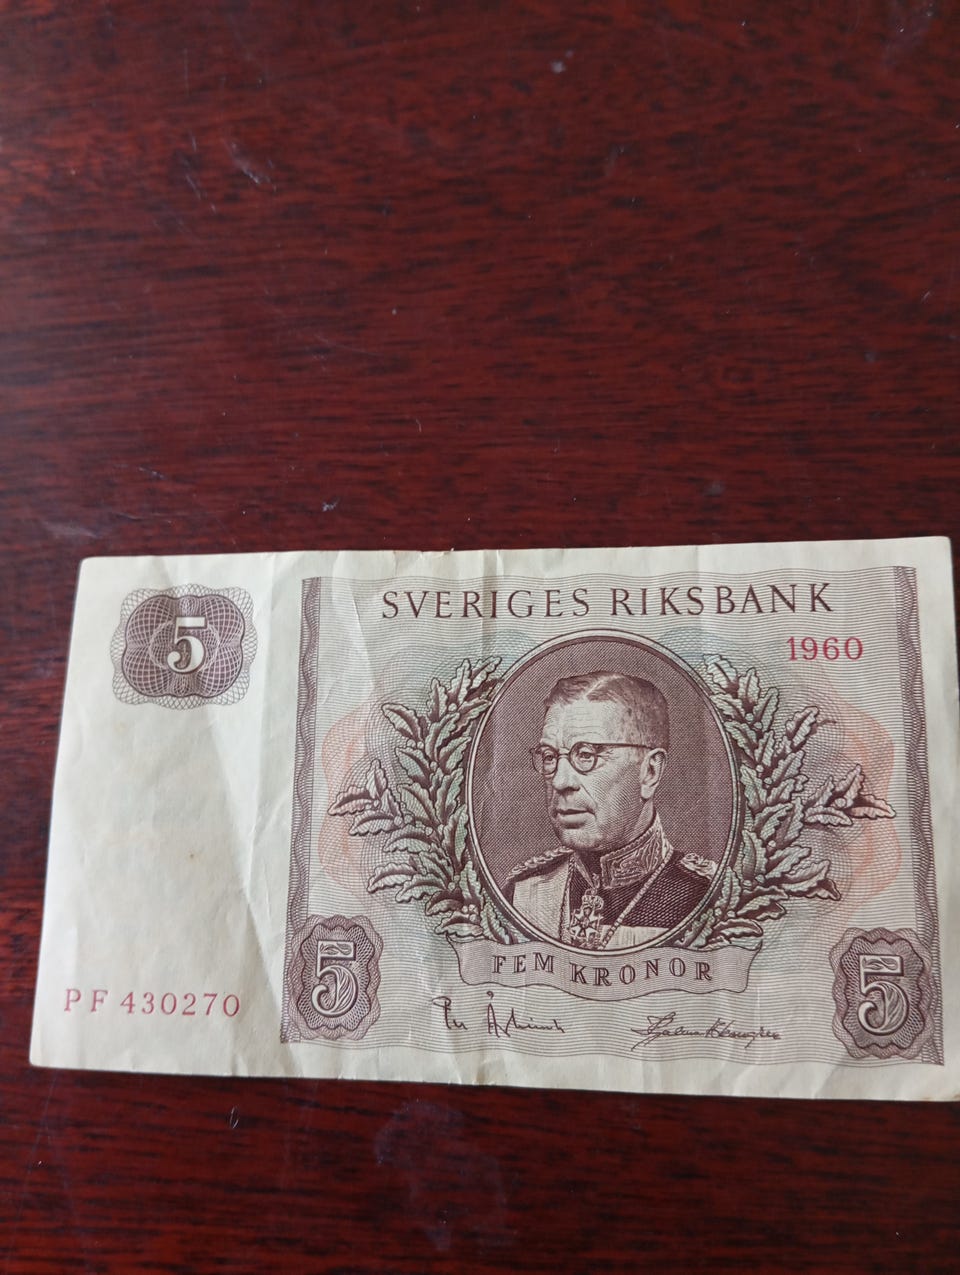 5
SVERIGES RIKSBANK
1960
FEM KRONOR
PF 430270
5
5